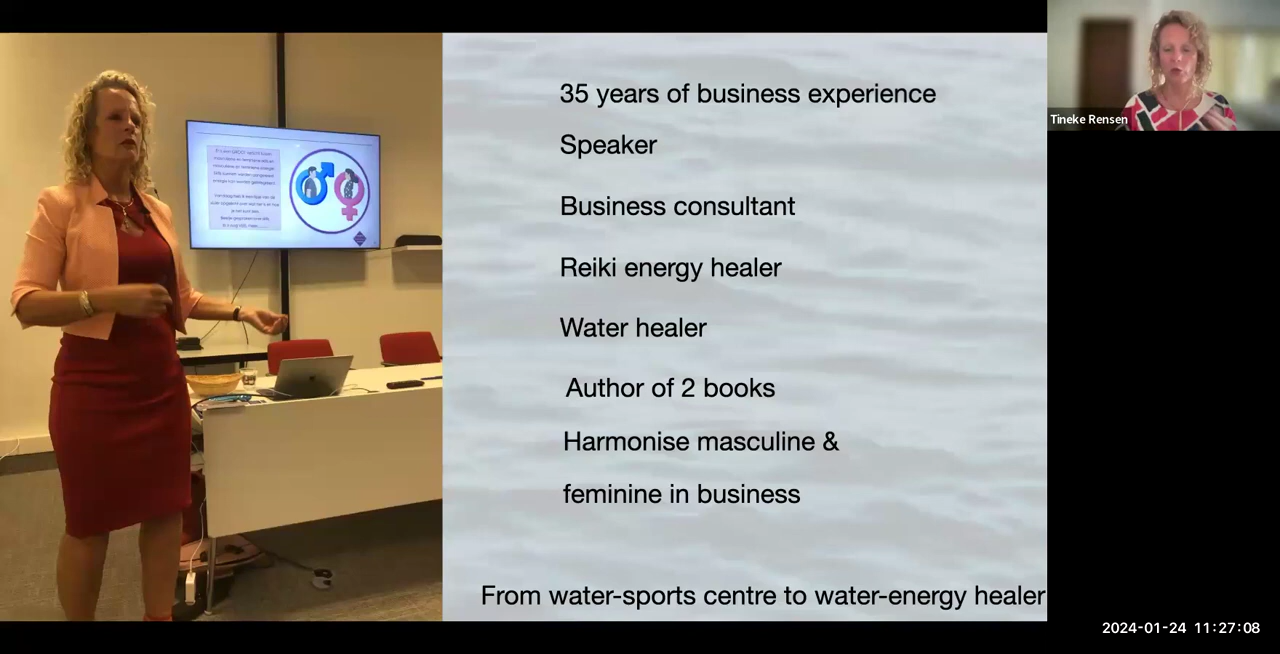 35 years of business experience
Speaker
Business consultant
Reiki energy healer
Water healer
Author of 2 books
Harmonise masculine &
feminine in business
From water-sports centre to water-energy healer
Tineke Rensen
2024-01-24 11:27:08